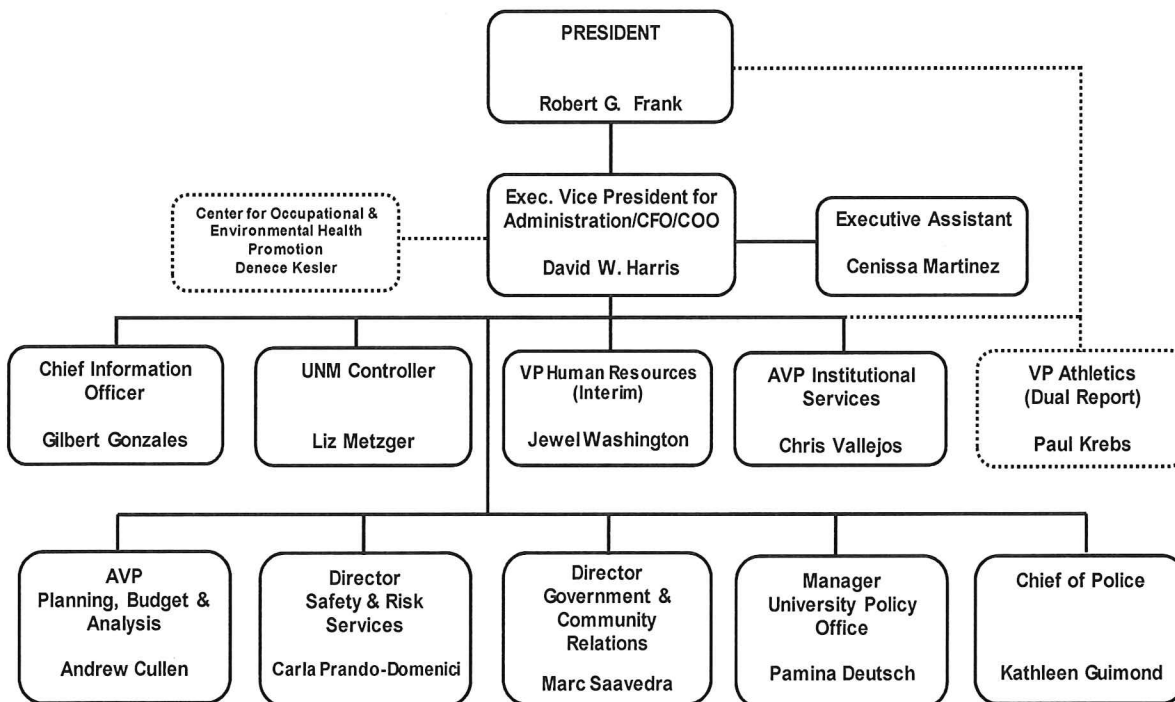 PRESIDENT
Robert G. Frank
Exec. Vice President for
Administration/CFO/COO
David W. Harris
Center for Occupational &
Environmental Health
Promotion
Denece Kesler
Executive Assistant
Cenissa Martinez
Chief Information
Officer
Gilbert Gonzales
UNM Controller
Liz Metzger
VP Human Resources
(Interim)
Jewel Washington
AVP Institutional
Services
Chris Vallejos
VP Athletics
(Dual Report)
Paul Krebs
AVP
Planning, Budget &
Analysis
Andrew Cullen
Director
Safety & Risk
Services
Carla Prando-Domenici
Director
Government &
Community
Relations
Marc Saavedra
Manager
University Policy
Office
Pamina Deutsch
Chief of Police
Kathleen Guimond